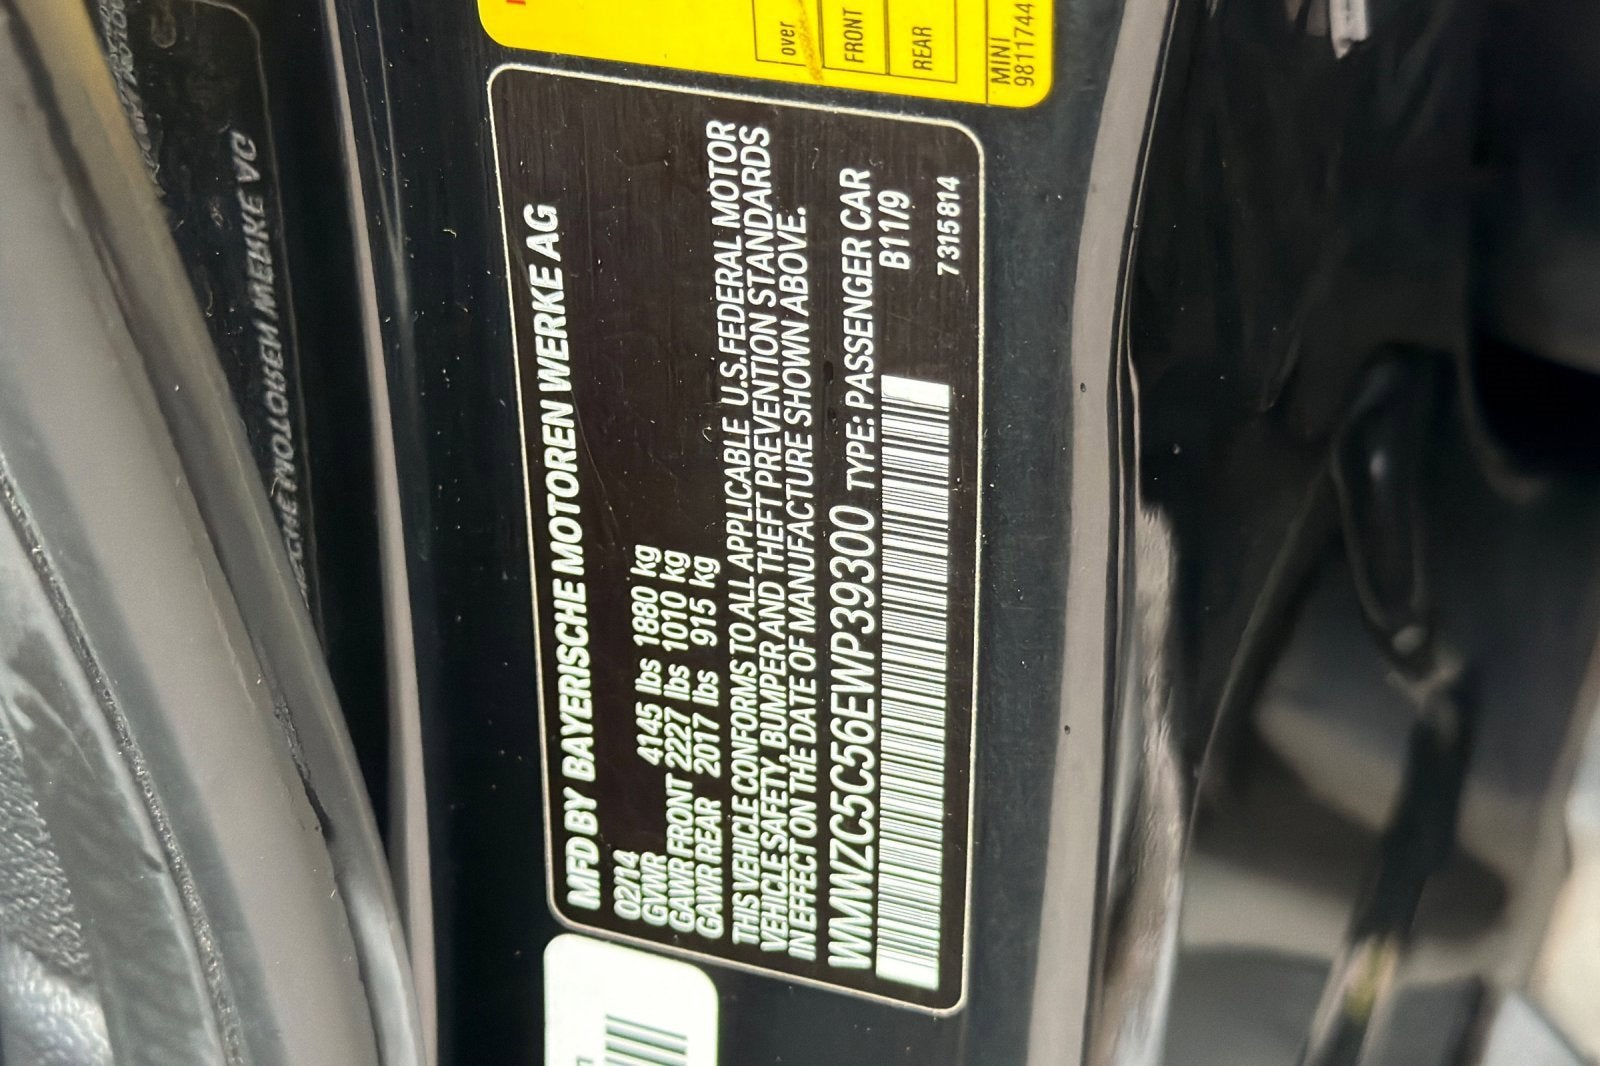 over
FRONT
REAR
MINI
9811744
MFD BY BAYERISCHE MOTOREN WERKE AG
02/14
GVWR 4145 lbs 1880 kg
GAWR FRONT 2227 lbs 1010 kg
GAWR REAR 2017 lbs 915 kg
THIS VEHICLE CONFORMS TO ALL APPLICABLE U.S.FEDERAL MOTOR
VEHICLE SAFETY, BUMPER AND THEFT PREVENTION STANDARDS
IN EFFECT ON THE DATE OF MANUFACTURE SHOWN ABOVE.
WMWZC5C56EWP39300 TYPE: PASSENGER CAR
B11/9
7315814